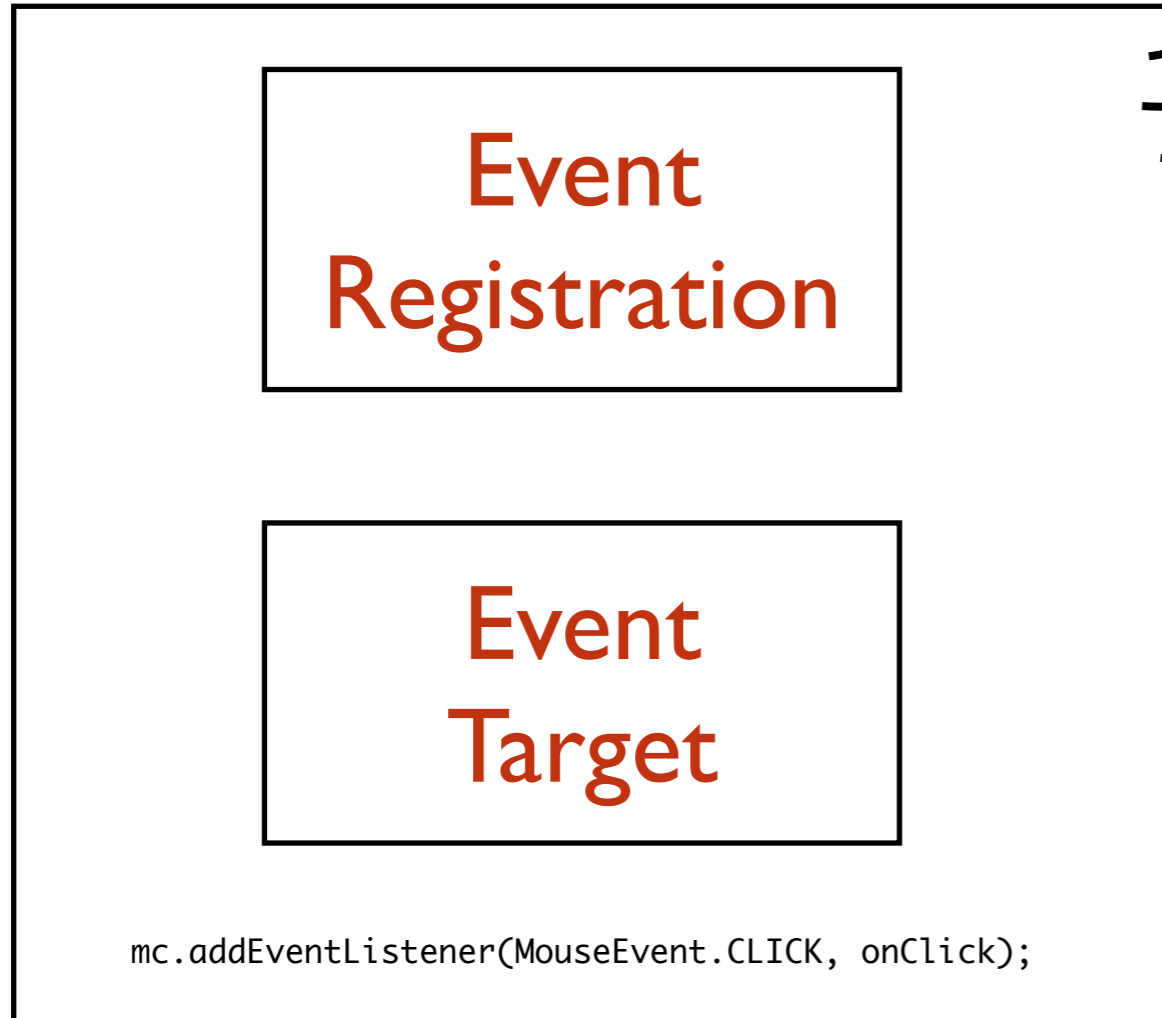 Event
Registration
Event
Target
mc.addEventListener(MouseEvent.CLICK, onClick);